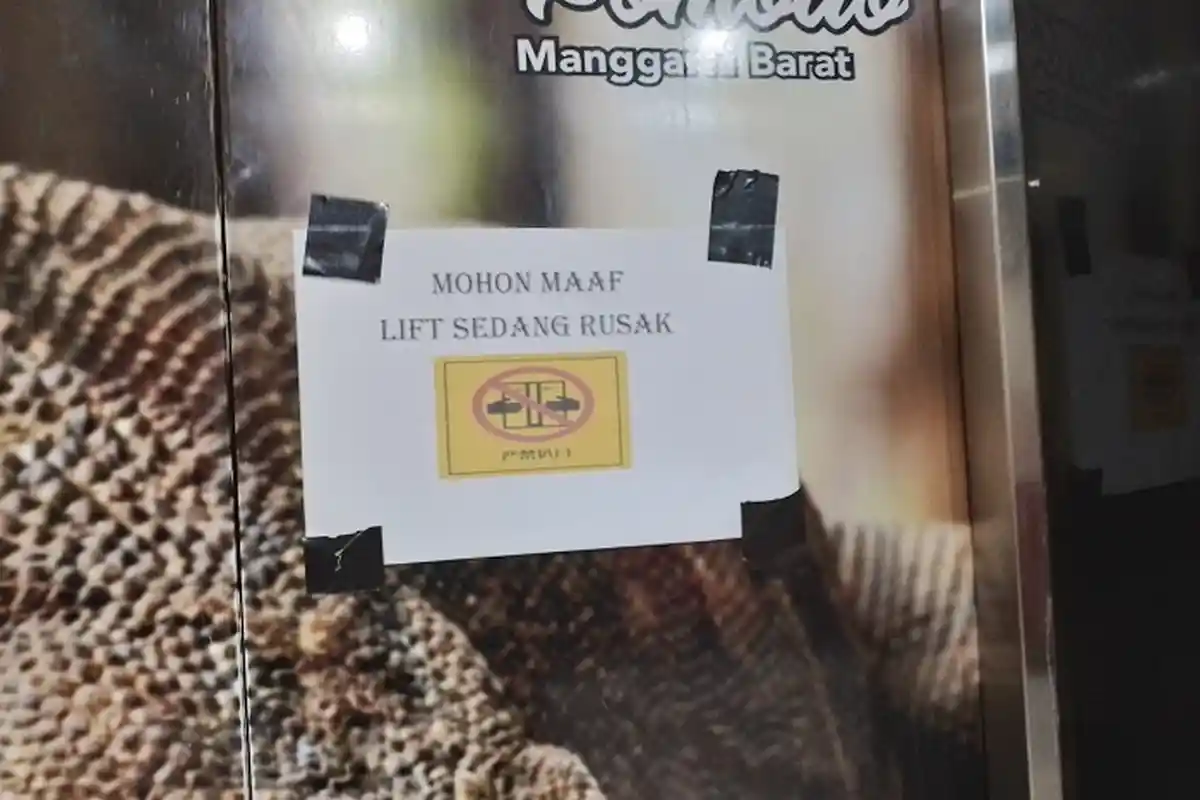 Manggarai Barat
MOHON MAAF
LIFT SEDANG RUSAK